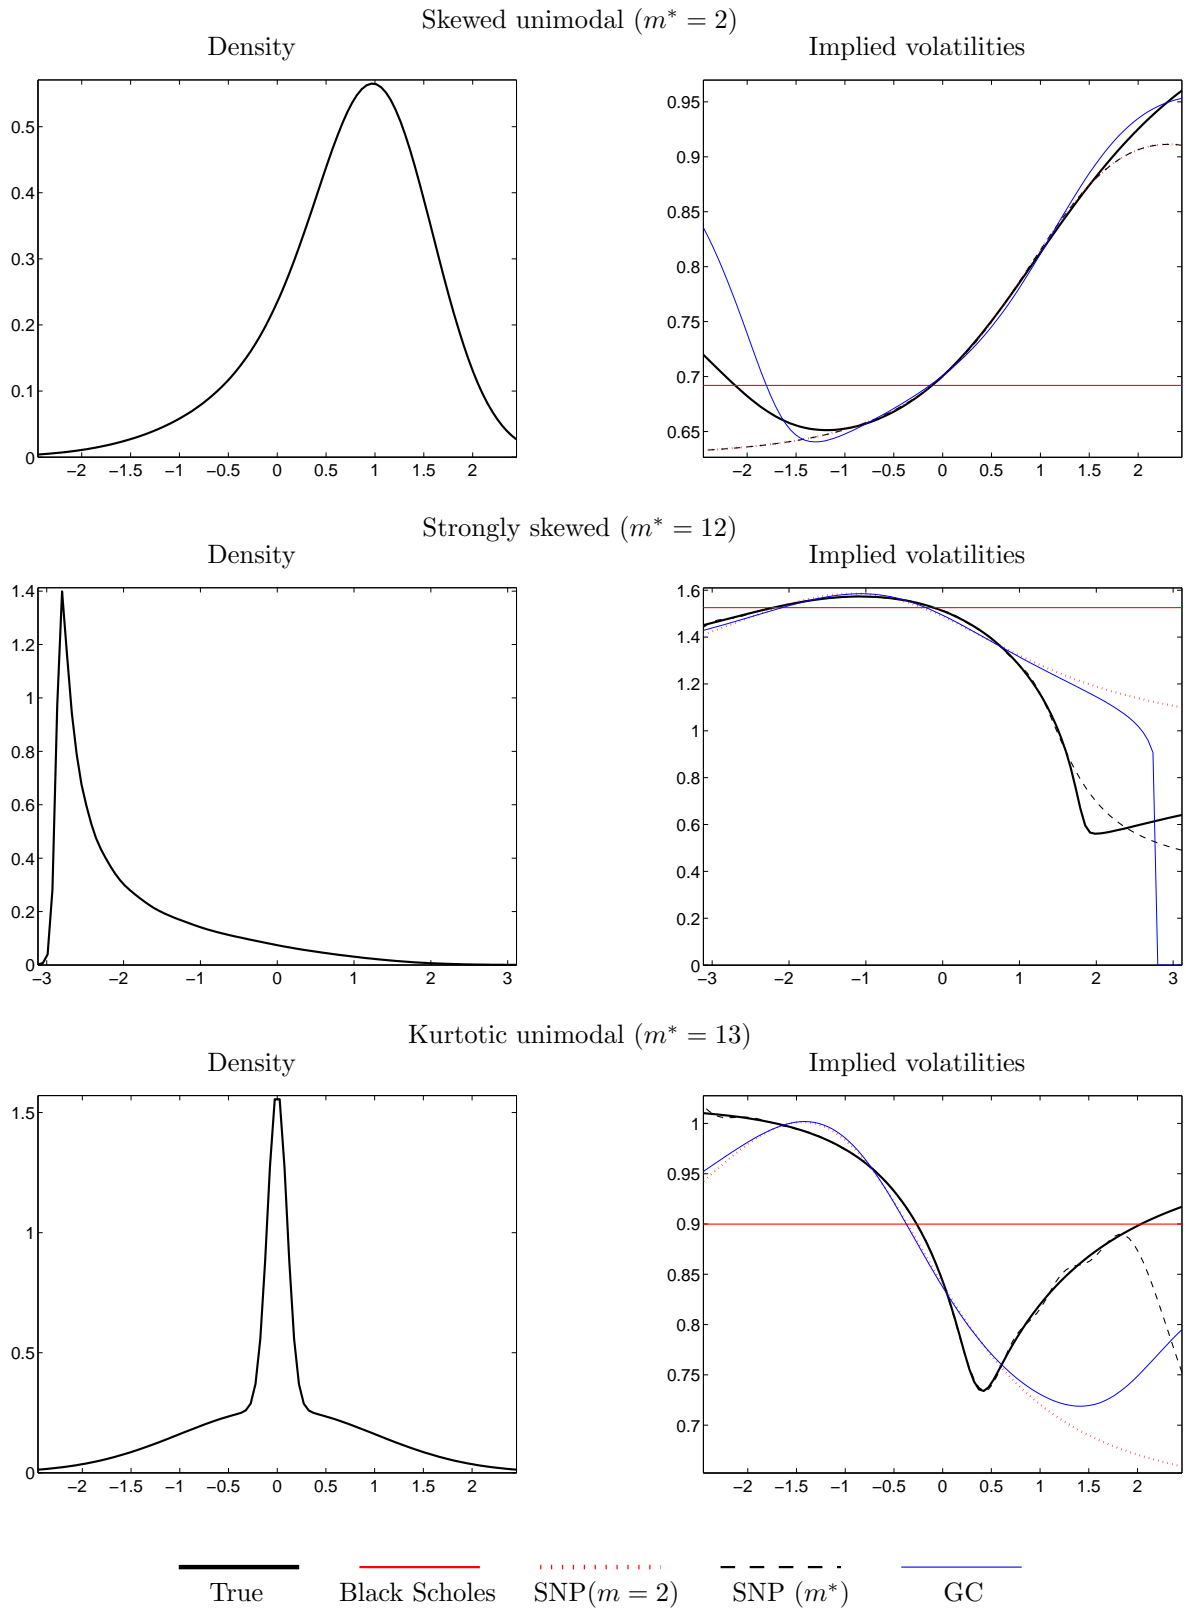 Skewed unimodal (m* = 2)
Density
Implied volatilities
0.5
0.4
0.3
0.2
0.1
0
−2 −1.5 −1 −0.5 0 0.5 1 1.5 2
0.95
0.9
0.85
0.8
0.75
0.7
0.65
−2 −1.5 −1 −0.5 0 0.5 1 1.5 2
Strongly skewed (m* = 12)
Density
Implied volatilities
1.4
1.2
1
0.8
0.6
0.4
0.2
0
−3 −2 −1 0 1 2 3
1.6
1.4
1.2
1
0.8
0.6
0.4
0.2
0
−3 −2 −1 0 1 2 3
Kurtotic unimodal (m* = 13)
Density
Implied volatilities
1.5
1
0.5
0
−2 −1.5 −1 −0.5 0 0.5 1 1.5 2
1
0.95
0.9
0.85
0.8
0.75
0.7
−2 −1.5 −1 −0.5 0 0.5 1 1.5 2
True
Black Scholes
SNP(m = 2)
SNP (m*)
GC